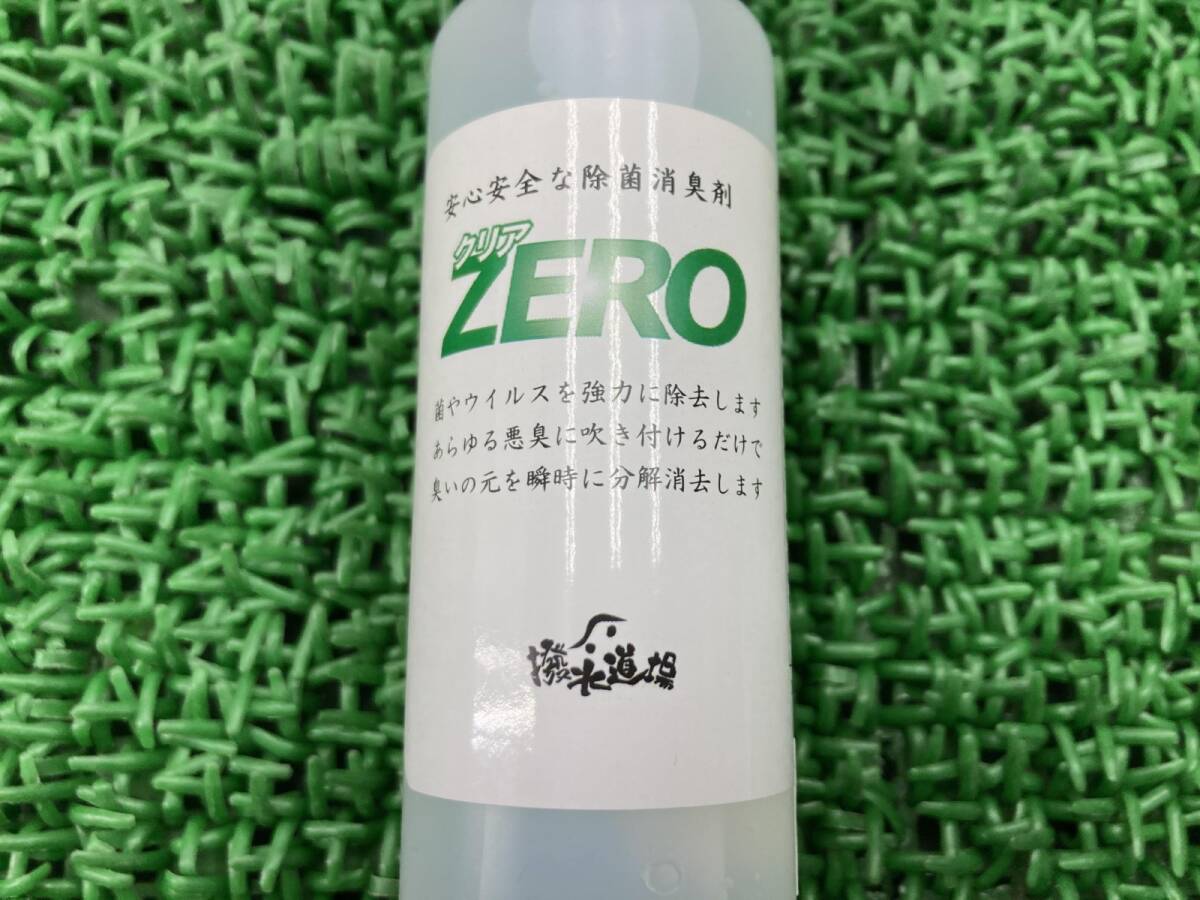 安心安全な除菌消臭剤
クリア
ZERO
菌やウイルスを強力に除去します
あらゆる悪臭に吹き付けるだけで
臭いの元を瞬時に分解消去します
撥水道場